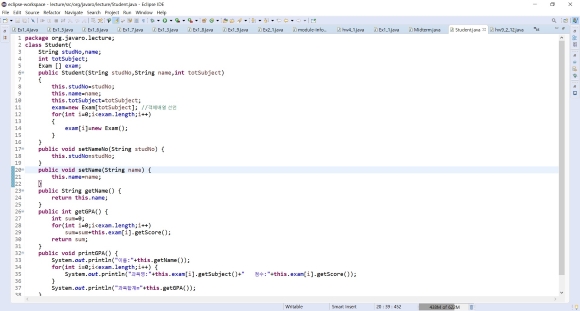 eclipse-workspace - lecture/src/org/javaro/lecture/Student.java - Eclipse IDE
File Edit Source Refactor Navigate Search Project Run Window Help
Ex1_4.java Ex1_5.java Ex1_6.java Ex1_7.java Ex1_5.java Ex1_8.java Ex1_9.java Ex2_1.java module-info... hw4_1.java Ex1_1.java Midterm.java Student.java hw3_2_12.java
1 package org.javaro.lecture;
2 class Student{
3 String studNo,name;
4 int totSubject;
5 Exam [] exam;
6 public Student(String studNo,String name,int totSubject)
7 {
8 this.studNo=studNo;
9 this.name=name;
10 this.totSubject=totSubject;
11 exam=new Exam[totSubject]; //객체배열 선언
12 for(int i=0;i<exam.length;i++)
13 {
14 exam[i]=new Exam();
15 }
16 }
17 public void setNameNo(String studNo) {
18 this.studNo=studNo;
19 }
20 public void setName(String name) {
21 this.name=name;
22 }
23 public String getName() {
24 return this.name;
25 }
26 public int getGPA() {
27 int sum=0;
28 for(int i=0;i<exam.length;i++)
29 sum=sum+this.exam[i].getScore();
30 return sum;
31 }
32 public void printGPA() {
33 System.out.println("이름:"+this.getName());
34 for(int i=0;i<exam.length;i++) {
35 System.out.println("과목명:"+this.exam[i].getSubject()+" 점수:"+this.exam[i].getScore());
36 }
37 System.out.println("과목합계="+this.getGPA());
38 }
Writable Smart Insert 20 : 39 : 452